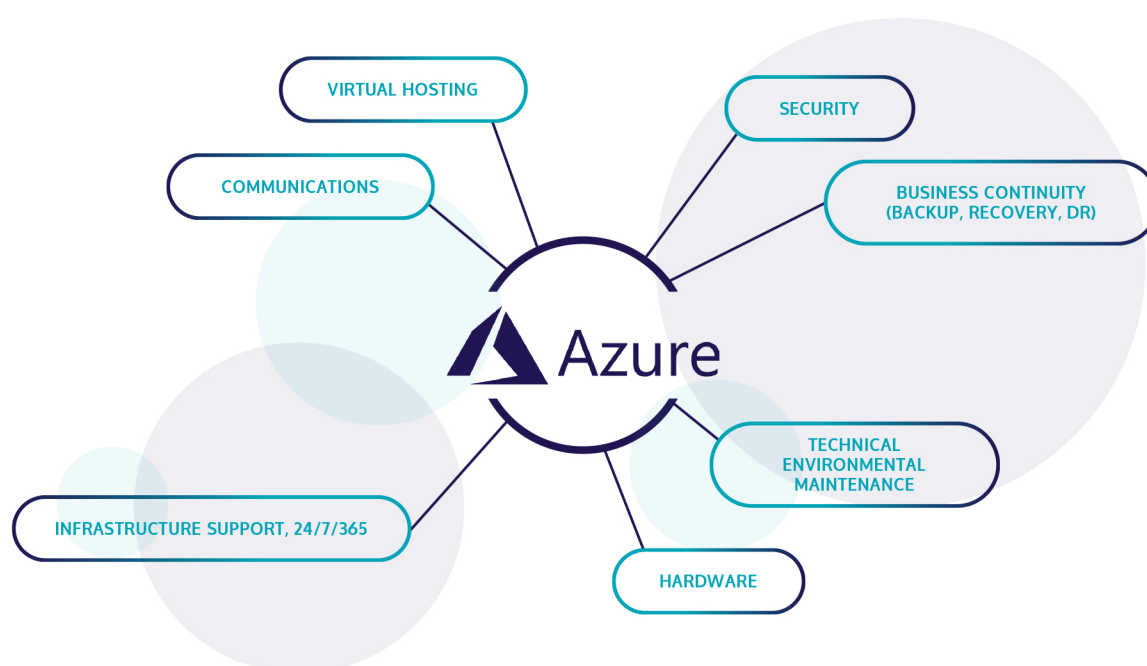 VIRTUAL HOSTING
SECURITY
COMMUNICATIONS
BUSINESS CONTINUITY
(BACKUP, RECOVERY, DR)
Azure
TECHNICAL
ENVIRONMENTAL
MAINTENANCE
INFRASTRUCTURE SUPPORT, 24/7/365
HARDWARE